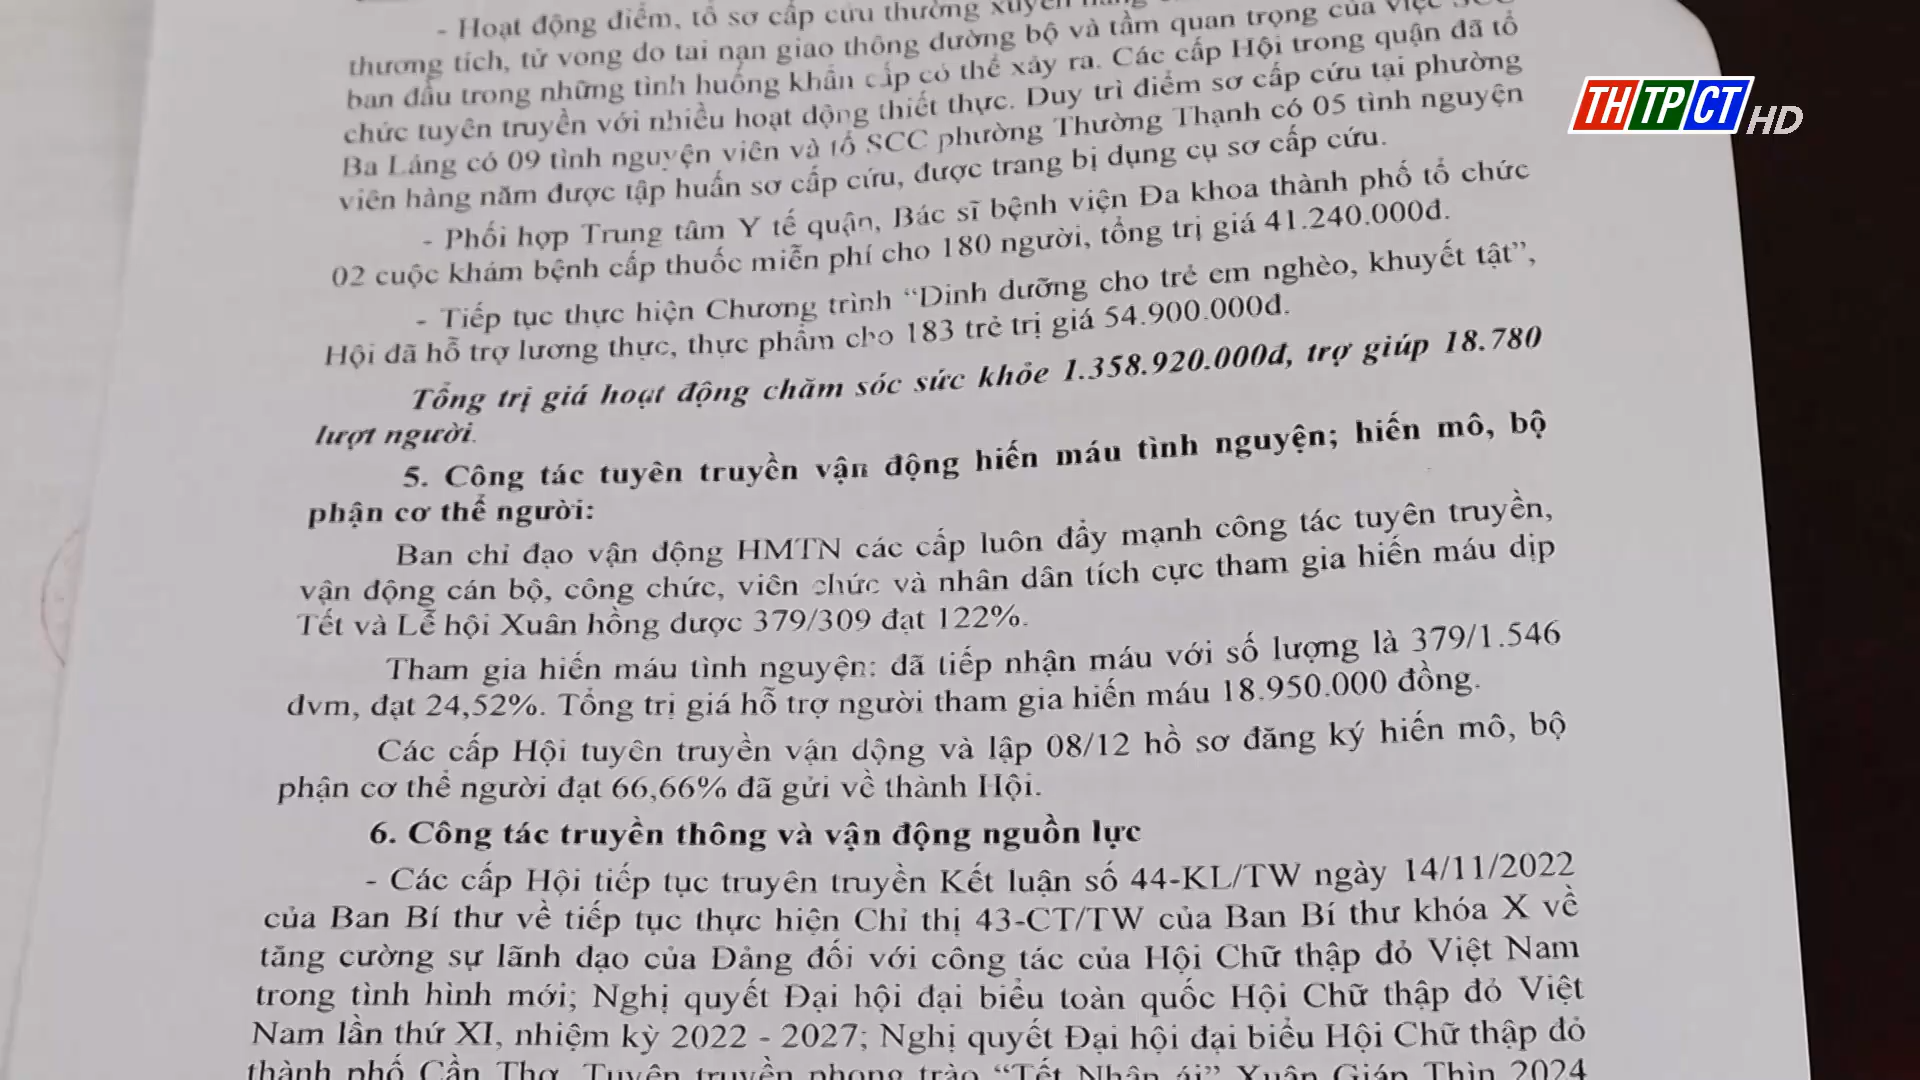 - Hoạt động điểm, tổ sơ cấp cứu thường xuyên
thương tích, tử vong do tai nạn giao thông đường bộ và tầm quan trọng của việc SCC
ban đầu trong những tình huống khẩn cấp có thể xảy ra. Các cấp Hội trong quận đã tổ
chức tuyên truyền với nhiều hoạt động thiết thực. Duy trì điểm sơ cấp cứu tại phường
Ba Láng có 09 tình nguyện viên và tổ SCC phường Thường Thạnh có 05 tình nguyện
viên hàng năm được tập huấn sơ cấp cứu, được trang bị dụng cụ sơ cấp cứu.
- Phối hợp Trung tâm Y tế quận, Bác sĩ bệnh viện Đa khoa thành phố tổ chức
02 cuộc khám bệnh cấp thuốc miễn phí cho 180 người, tổng trị giá 41.240.000đ.
- Tiếp tục thực hiện Chương trình “Dinh dưỡng cho trẻ em nghèo, khuyết tật”,
Hội đã hỗ trợ lương thực, thực phẩm cho 183 trẻ trị giá 54.900.000đ.
Tổng trị giá hoạt động chăm sóc sức khỏe 1.358.920.000đ, trợ giúp 18.780
lượt người.
5. Công tác tuyên truyền vận động hiến máu tình nguyện; hiến mô, bộ
phận cơ thể người:
Ban chỉ đạo vận động HMTN các cấp luôn đẩy mạnh công tác tuyên truyền,
vận động cán bộ, công chức, viên chức và nhân dân tích cực tham gia hiến máu dịp
Tết và Lễ hội Xuân hồng được 379/309 đạt 122%.
Tham gia hiến máu tình nguyện: đã tiếp nhận máu với số lượng là 379/1.546
đvm, đạt 24,52%. Tổng trị giá hỗ trợ người tham gia hiến máu 18.950.000 đồng.
Các cấp Hội tuyên truyền vận động và lập 08/12 hồ sơ đăng ký hiến mô, bộ
phận cơ thể người đạt 66,66% đã gửi về thành Hội.
6. Công tác truyền thông và vận động nguồn lực
- Các cấp Hội tiếp tục truyên truyền Kết luận số 44-KL/TW ngày 14/11/2022
của Ban Bí thư về tiếp tục thực hiện Chỉ thị 43-CT/TW của Ban Bí thư khóa X về
tăng cường sự lãnh đạo của Đảng đối với công tác của Hội Chữ thập đỏ Việt Nam
trong tình hình mới; Nghị quyết Đại hội đại biểu toàn quốc Hội Chữ thập đỏ Việt
Nam lần thứ XI, nhiệm kỳ 2022 - 2027; Nghị quyết Đại hội đại biểu Hội Chữ thập đỏ
thành phố Cần Thơ. Tuyên truyền phong trào “Tết Nhân ái” Xuân Giáp Thìn 2024
THTPCT HD